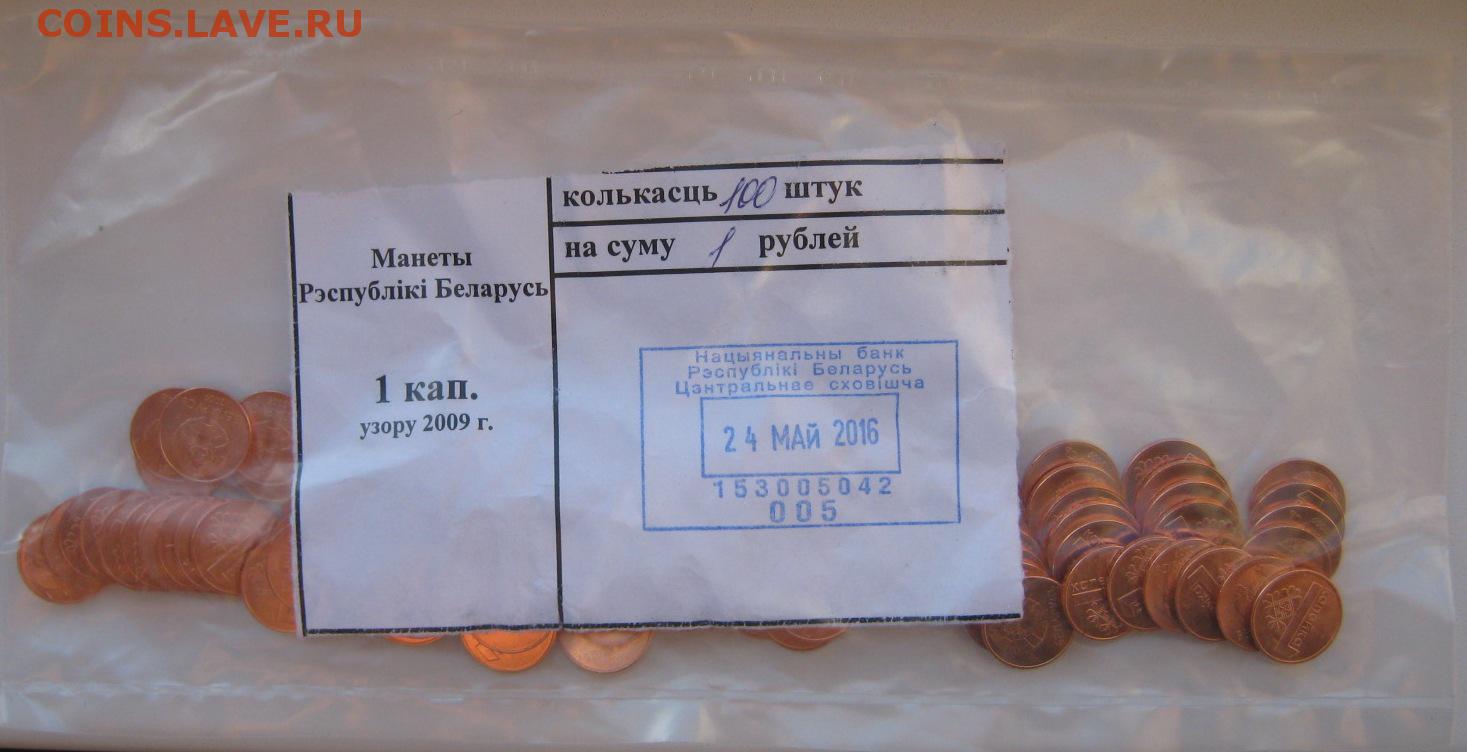 COINS.LAVE.RU
Манеты
Рэспублікі Беларусь
1 кап.
узору 2009 г.
колькасць 100 штук
на суму 1 рублей
Нацыянальны банк
Рэспублікі Беларусь
Цэнтральнае сховішча
24 МАЙ 2016
153005042
005